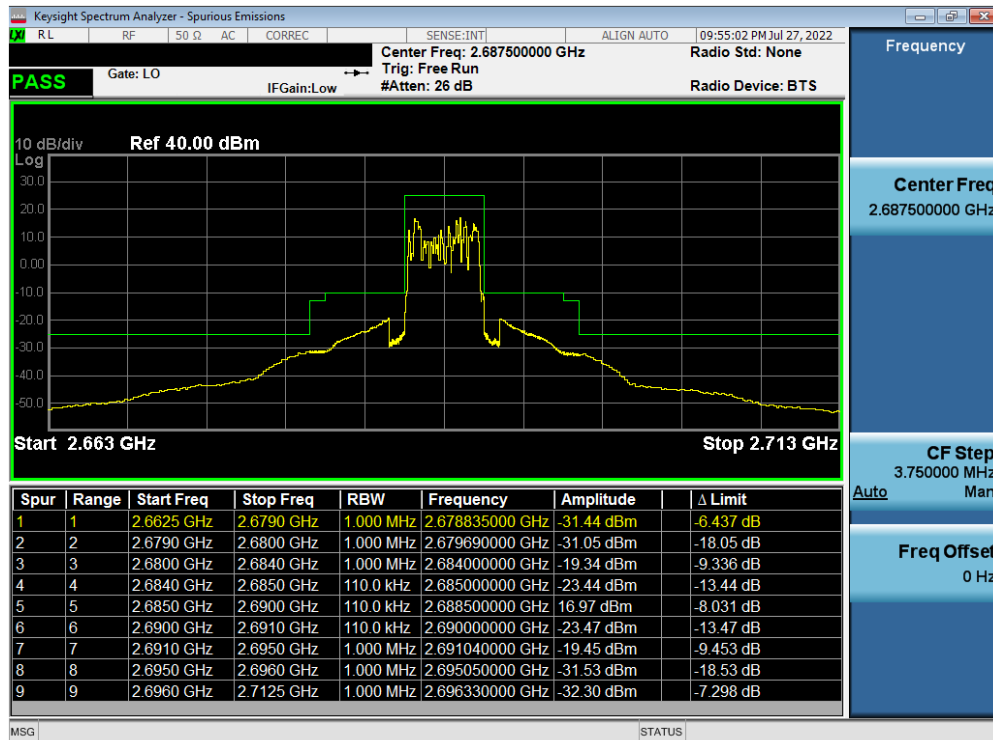 Keysight Spectrum Analyzer - Spurious Emissions
LXI RL RF 50 Ω AC CORREC SENSE:INT ALIGN AUTO 09:55:02 PM Jul 27, 2022
Center Freq: 2.687500000 GHz Radio Std: None
PASS Gate: LO Trig: Free Run
IFGain:Low #Atten: 26 dB Radio Device: BTS
10 dB/div Ref 40.00 dBm
Log
30.0
20.0
10.0
0.00
-10.0
-20.0
-30.0
-40.0
-50.0
Start 2.663 GHz Stop 2.713 GHz
Spur Range Start Freq Stop Freq RBW Frequency Amplitude Δ Limit
1 1 2.6625 GHz 2.6790 GHz 1.000 MHz 2.678835000 GHz -31.44 dBm -6.437 dB
2 2 2.6790 GHz 2.6800 GHz 1.000 MHz 2.679690000 GHz -31.05 dBm -18.05 dB
3 3 2.6800 GHz 2.6840 GHz 1.000 MHz 2.684000000 GHz -19.34 dBm -9.336 dB
4 4 2.6840 GHz 2.6850 GHz 110.0 kHz 2.685000000 GHz -23.44 dBm -13.44 dB
5 5 2.6850 GHz 2.6900 GHz 110.0 kHz 2.688500000 GHz 16.97 dBm -8.031 dB
6 6 2.6900 GHz 2.6910 GHz 110.0 kHz 2.690000000 GHz -23.47 dBm -13.47 dB
7 7 2.6910 GHz 2.6950 GHz 1.000 MHz 2.691040000 GHz -19.45 dBm -9.453 dB
8 8 2.6950 GHz 2.6960 GHz 1.000 MHz 2.695050000 GHz -31.53 dBm -18.53 dB
9 9 2.6960 GHz 2.7125 GHz 1.000 MHz 2.696330000 GHz -32.30 dBm -7.298 dB
MSG STATUS
Frequency
Center Freq
2.687500000 GHz
CF Step
3.750000 MHz
Auto Man
Freq Offset
0 Hz